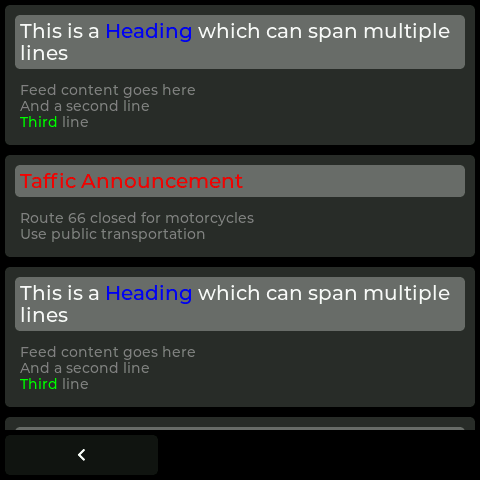 This is a Heading which can span multiple
lines
Feed content goes here
And a second line
Third line
Taffic Announcement
Route 66 closed for motorcycles
Use public transportation
This is a Heading which can span multiple
lines
Feed content goes here
And a second line
Third line